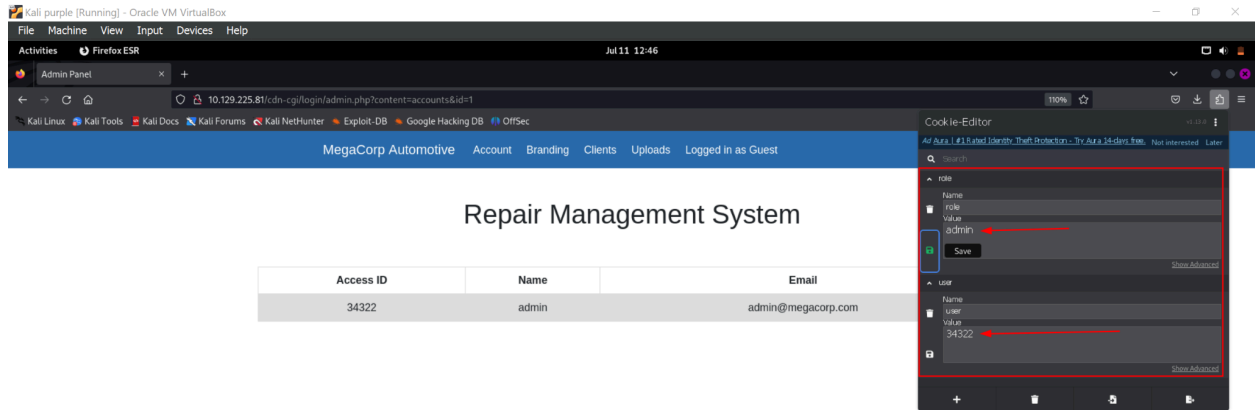 Kali purple [Running] - Oracle VM VirtualBox
File Machine View Input Devices Help
Activities Firefox ESR Jul 11 12:46
Admin Panel
10.129.225.81/cdn-cgi/login/admin.php?content=accounts&id=1 110%
Kali Linux Kali Tools Kali Docs Kali Forums Kali NetHunter Exploit-DB Google Hacking DB OffSec
Cookie-Editor
Ad Aura | #1 Rated Identity Theft Protection - Try Aura 14-days free. Not interested Later
Search
MegaCorp Automotive Account Branding Clients Uploads Logged in as Guest
Repair Management System
Access ID Name Email
34322 admin admin@megacorp.com
role
Name
role
Value
admin
Save
Show Advanced
user
Name
user
Value
34322
Show Advanced